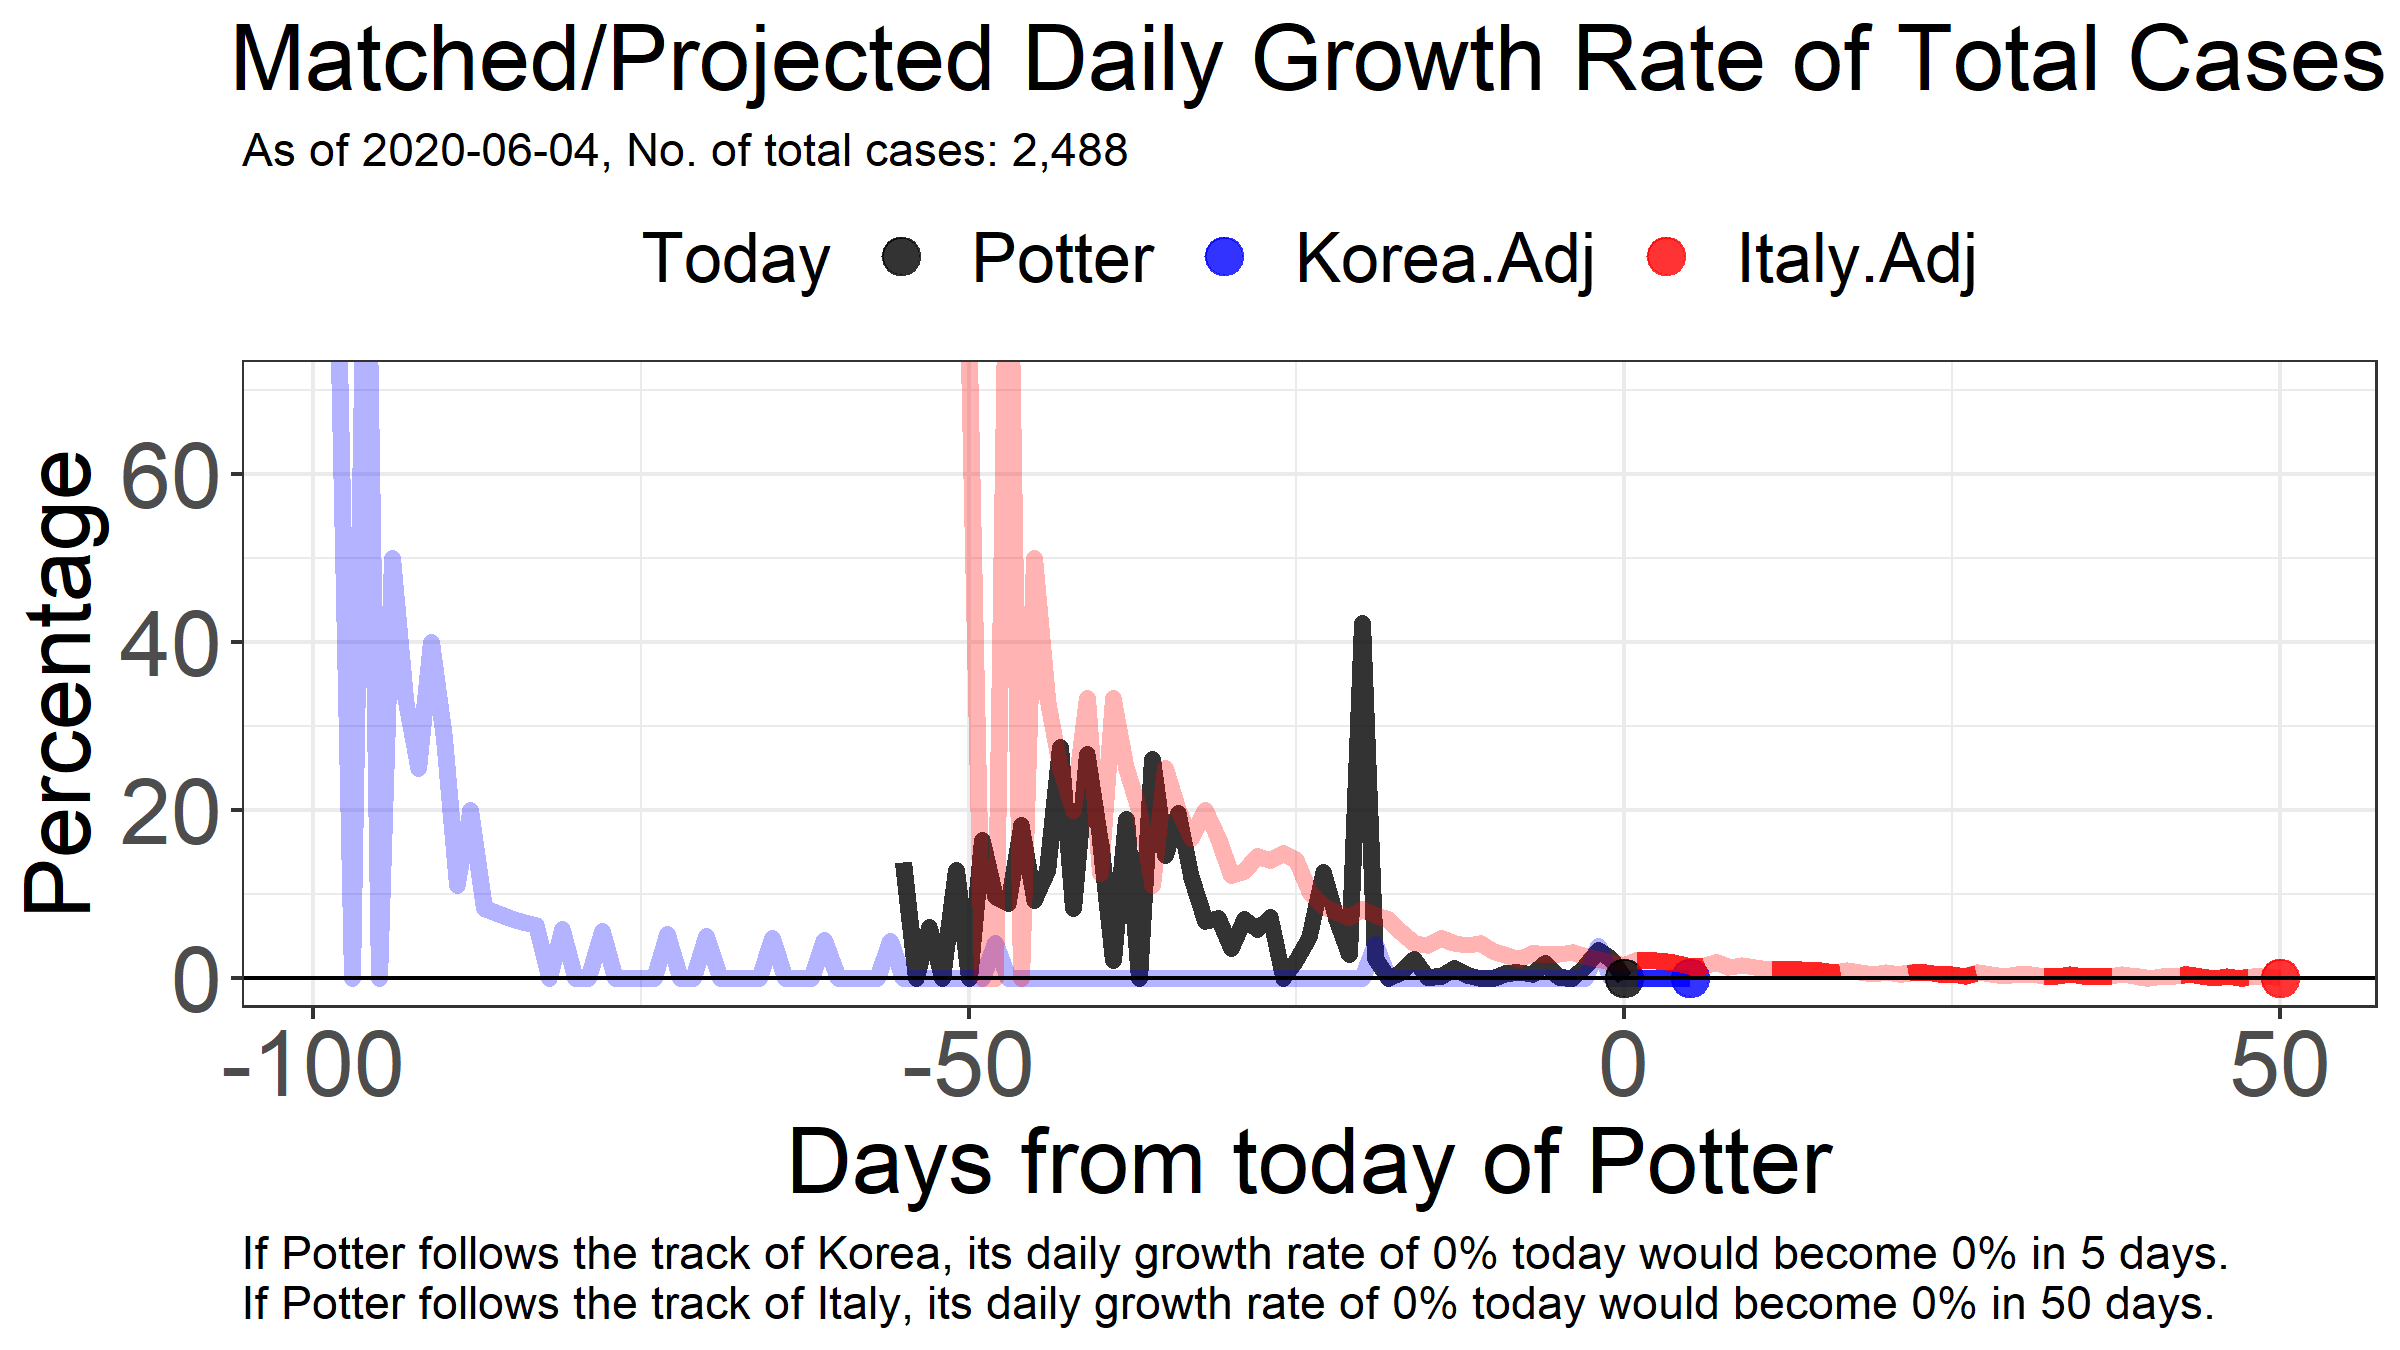 Matched/Projected Daily Growth Rate of Total Cases
As of 2020-06-04, No. of total cases: 2,488
Today Potter Korea.Adj Italy.Adj
Percentage
60
40
20
0
-100 -50 0 50
Days from today of Potter
If Potter follows the track of Korea, its daily growth rate of 0% today would become 0% in 5 days.
If Potter follows the track of Italy, its daily growth rate of 0% today would become 0% in 50 days.